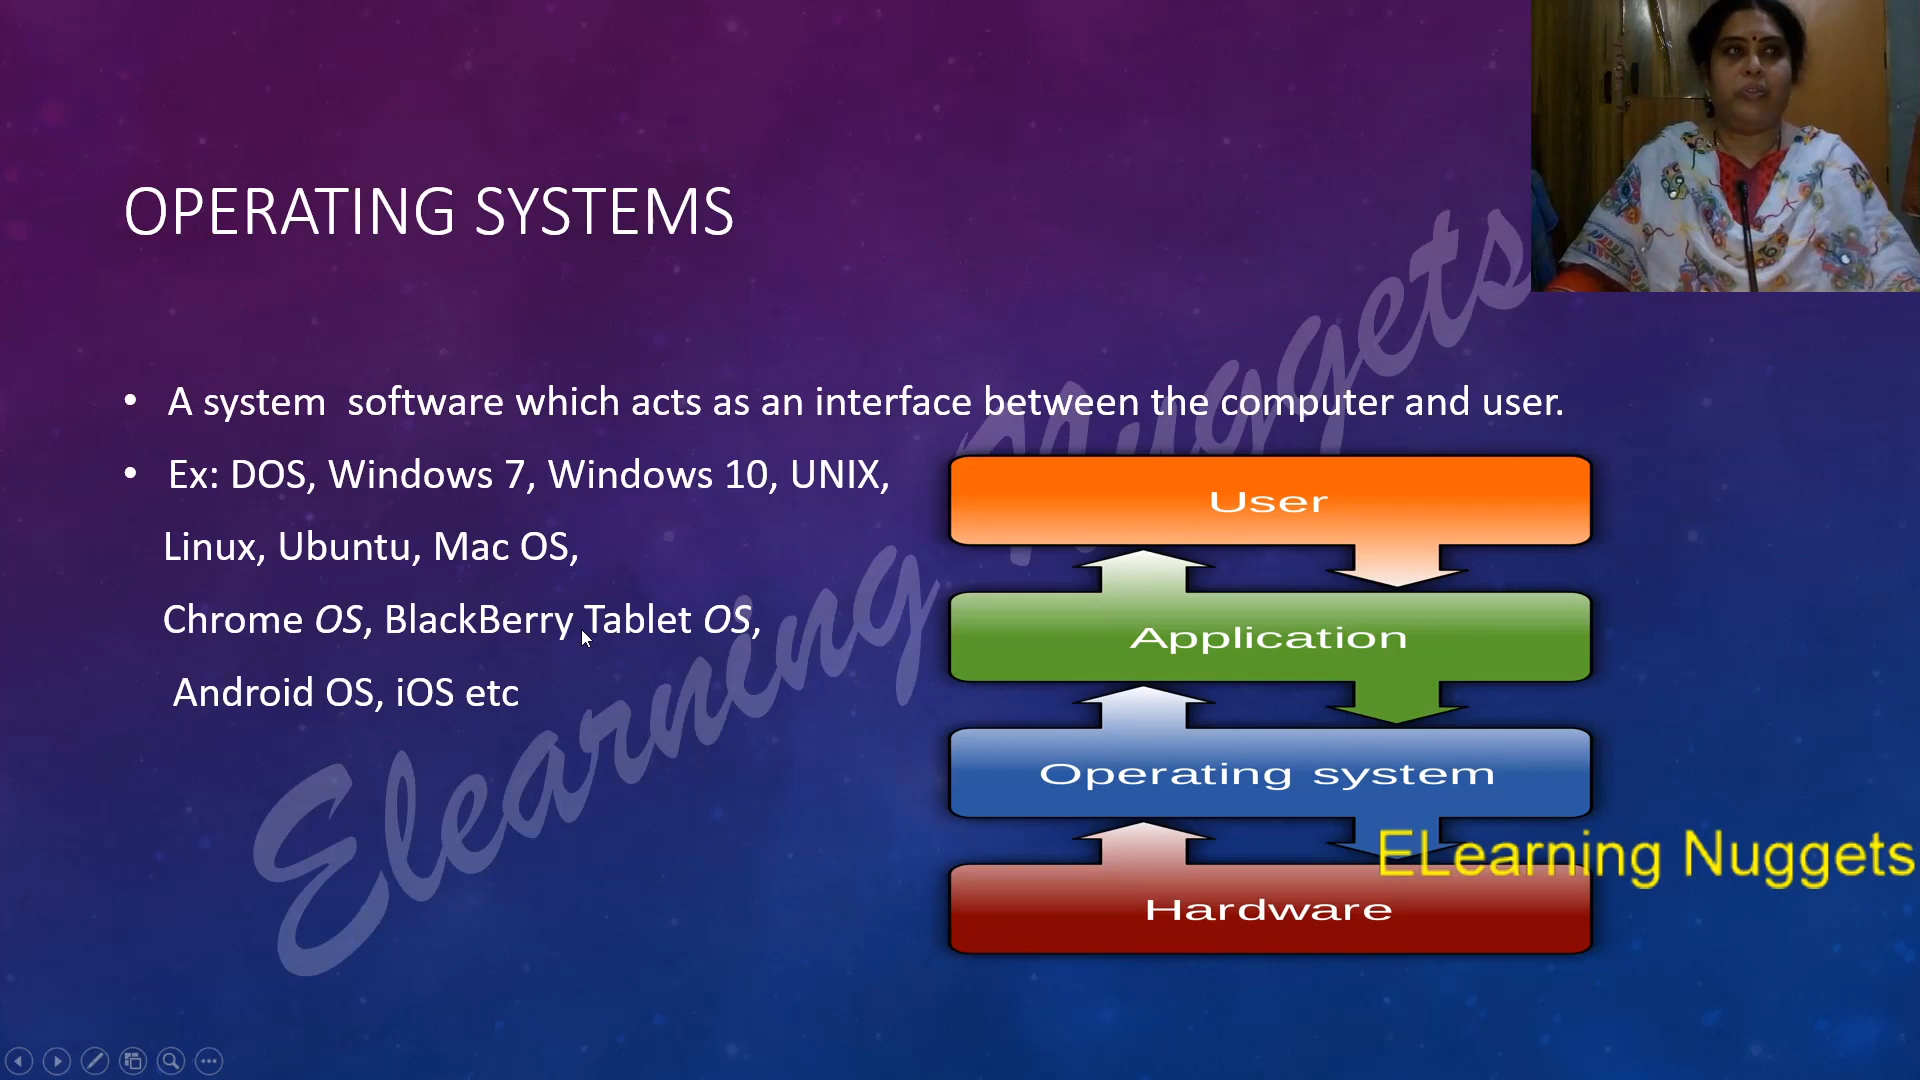 OPERATING SYSTEMS
• A system  software which acts as an interface between the computer and user.
• Ex: DOS, Windows 7, Windows 10, UNIX,
Linux, Ubuntu, Mac OS,
Chrome OS, BlackBerry Tablet OS,
Android OS, iOS etc
User
Application
Operating system
Hardware
Elearning Nuggets
ELearning Nuggets